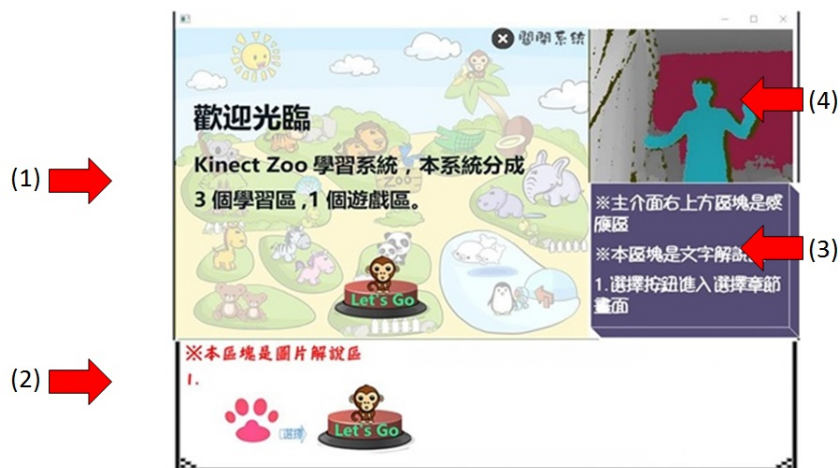 關閉系統
歡迎光臨
Kinect Zoo 學習系統，本系統分成
3 個學習區 ,1 個遊戲區。
ZOO
Let's Go
(4)
※主介面右上方區塊是感
應區
※本區塊是文字解說
1.選擇按鈕進入選擇章節
畫面
(3)
(1)
※本區塊是圖片解說區
1.
選擇
Let's Go
(2)